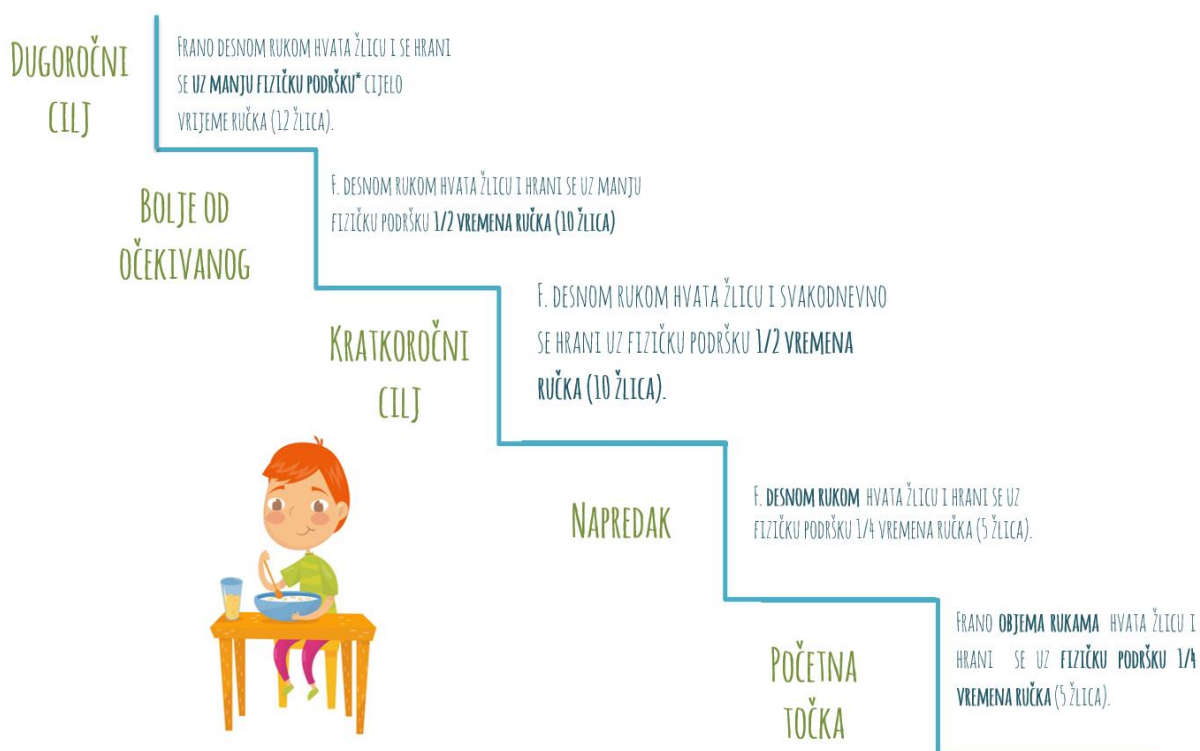 DUGOROČNI
CILJ
FRANO DESNOM RUKOM HVATA ŽLICU I SE HRANI
SE UZ MANJU FIZIČKU PODRŠKU* CIJELO
VRIJEME RUČKA (12 ŽLICA).
BOLJE OD
OČEKIVANOG
F. DESNOM RUKOM HVATA ŽLICU I HRANI SE UZ MANJU
FIZIČKU PODRŠKU 1/2 VREMENA RUČKA (10 ŽLICA)
KRATKOROČNI
CILJ
F. DESNOM RUKOM HVATA ŽLICU I SVAKODNEVNO
SE HRANI UZ FIZIČKU PODRŠKU 1/2 VREMENA
RUČKA (10 ŽLICA).
NAPREDAK
F. DESNOM RUKOM HVATA ŽLICU I HRANI SE UZ
FIZIČKU PODRŠKU 1/4 VREMENA RUČKA (5 ŽLICA).
POČETNA
TOČKA
FRANO OBJEMA RUKAMA HVATA ŽLICU I
HRANI SE UZ FIZIČKU PODRŠKU 1/4
VREMENA RUČKA (5 ŽLICA).